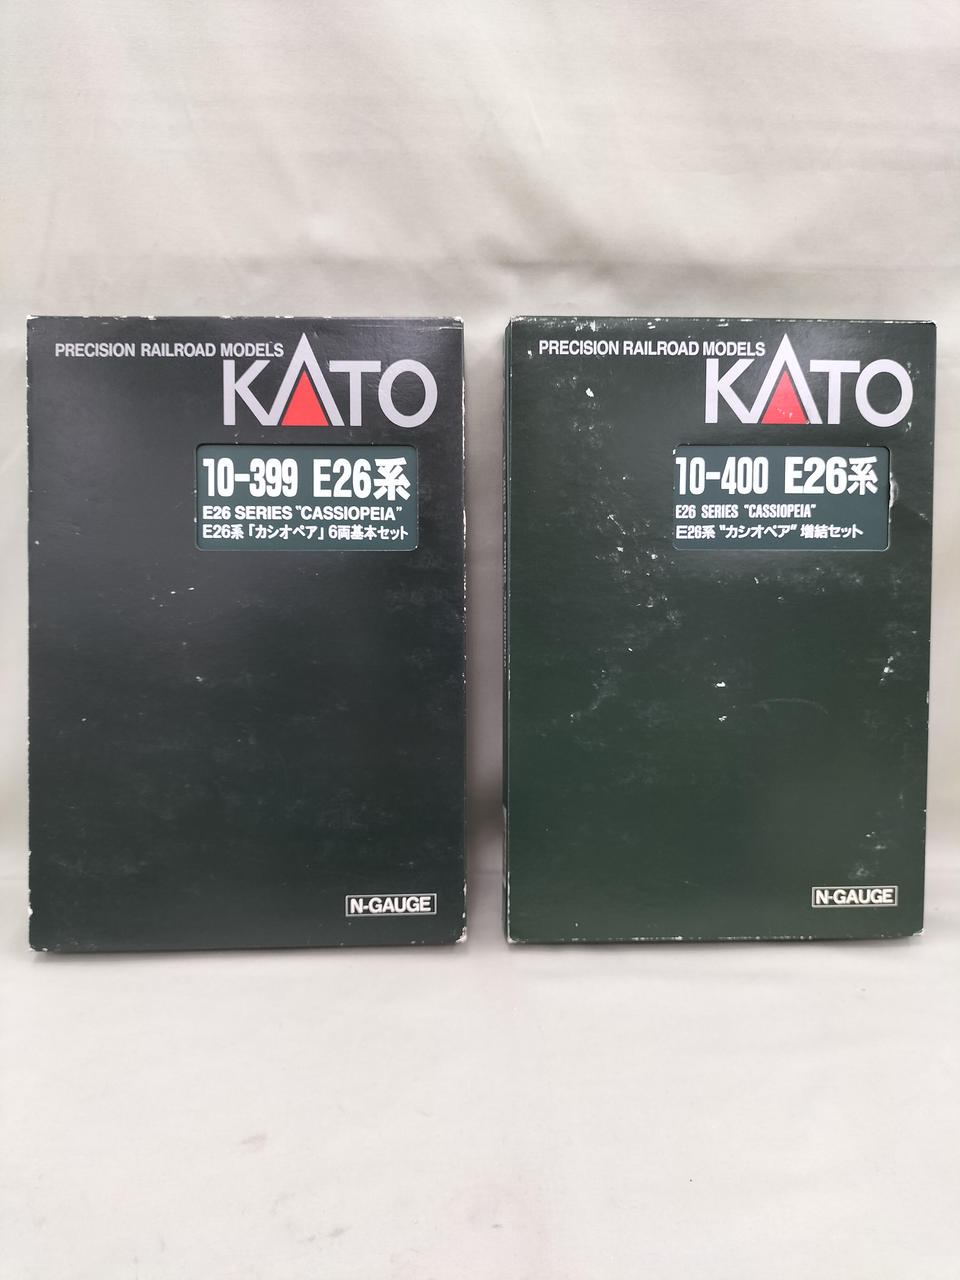 PRECISION RAILROAD MODELS
KATO
10-399 E26系
E26 SERIES "CASSIOPEIA"
E26系「カシオペア」6両基本セット
N-GAUGE
PRECISION RAILROAD MODELS
KATO
10-400 E26系
E26 SERIES "CASSIOPEIA"
E26系 "カシオペア" 増結セット
N-GAUGE